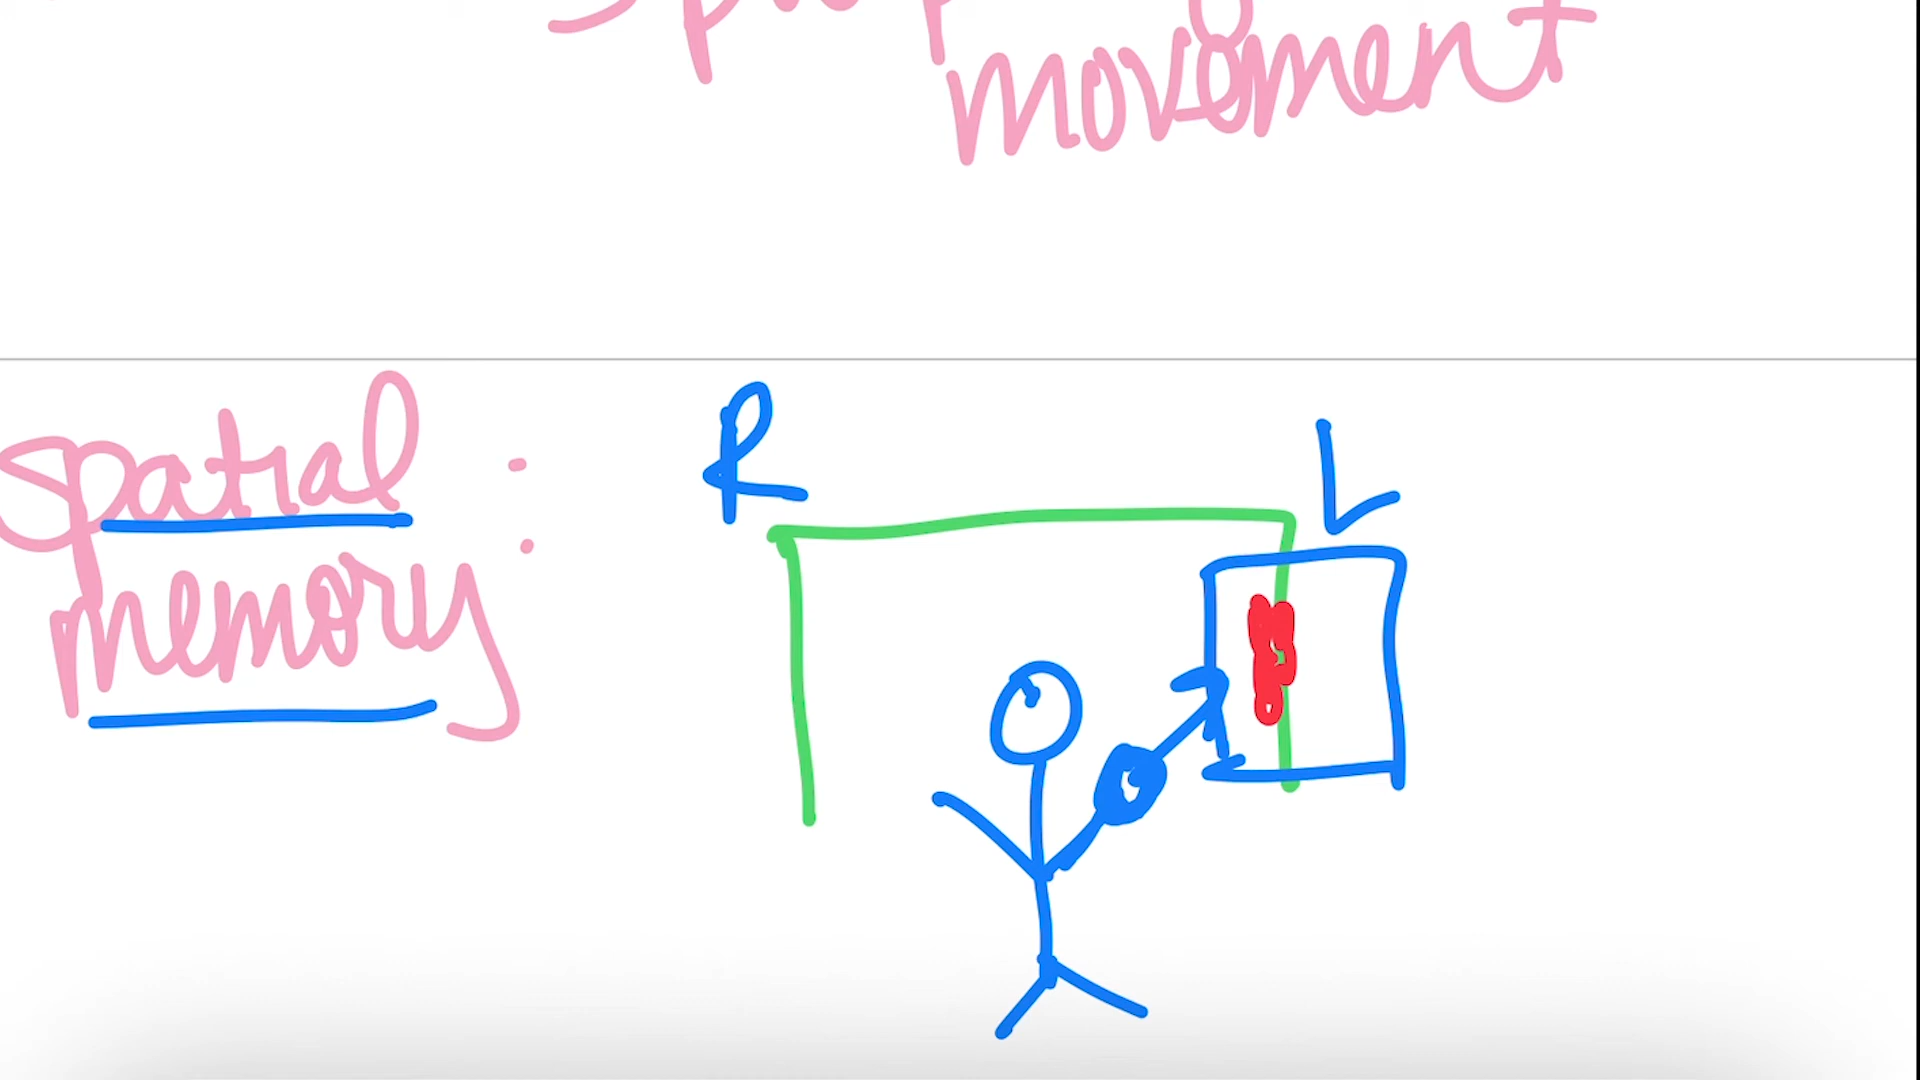 movement
spatial :
memory
R
L